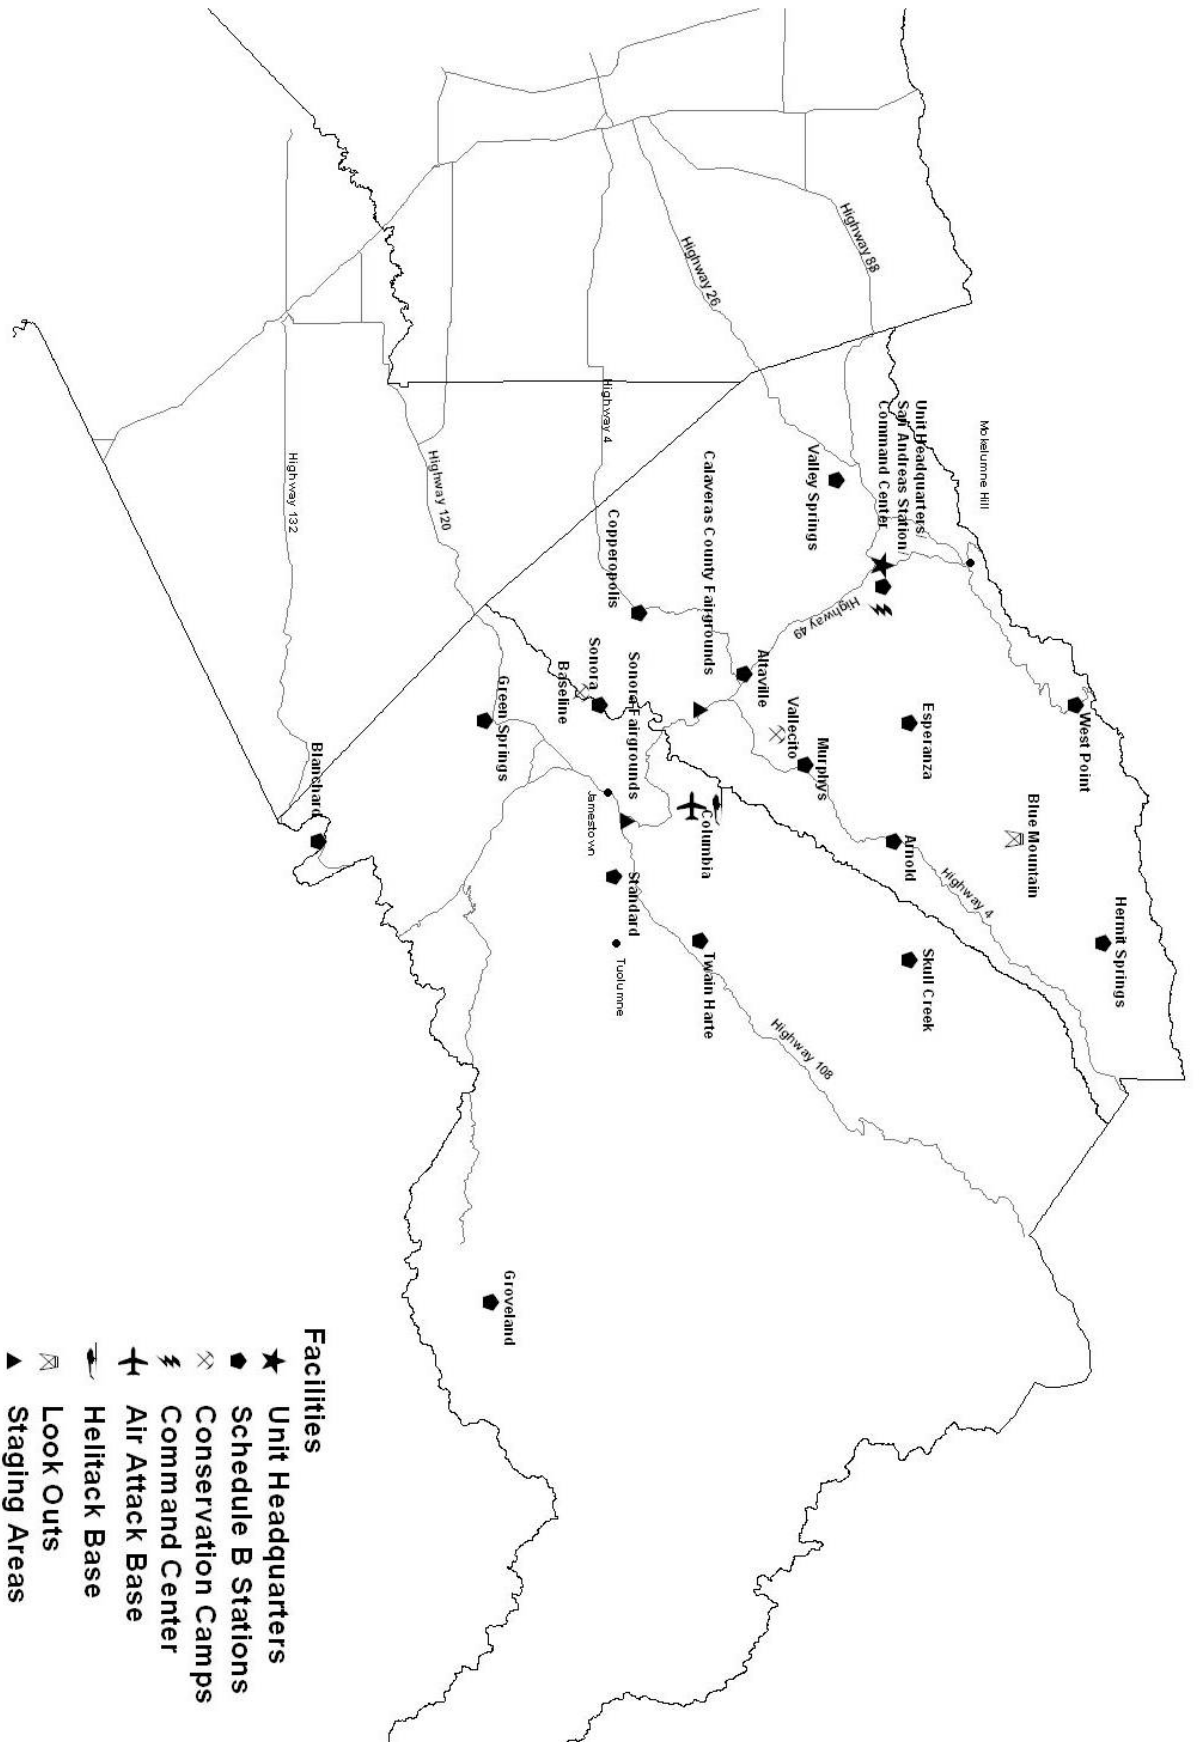 Mokelumne Hill
Unit Headquarters/
San Andreas Station/
Command Center
Highway 88
Highway 26
Valley Springs
West Point
Hermit Springs
Blue Mountain
Esperanza
Highway 49
Calaveras County Fairgrounds
Altaville
Vallecito
Murphys
Arnold
Highway 4
Skull Creek
Highway 4
Copperopolis
Columbia
Twain Harte
Highway 108
Sonora
Baseline
Sonora Fairgrounds
Standard
Jamestown
Tuolumne
Highway 120
Green Springs
Groveland
Highway 132
Blanchard
Facilities
Unit Headquarters
Schedule B Stations
Conservation Camps
Command Center
Air Attack Base
Helitack Base
Look Outs
Staging Areas